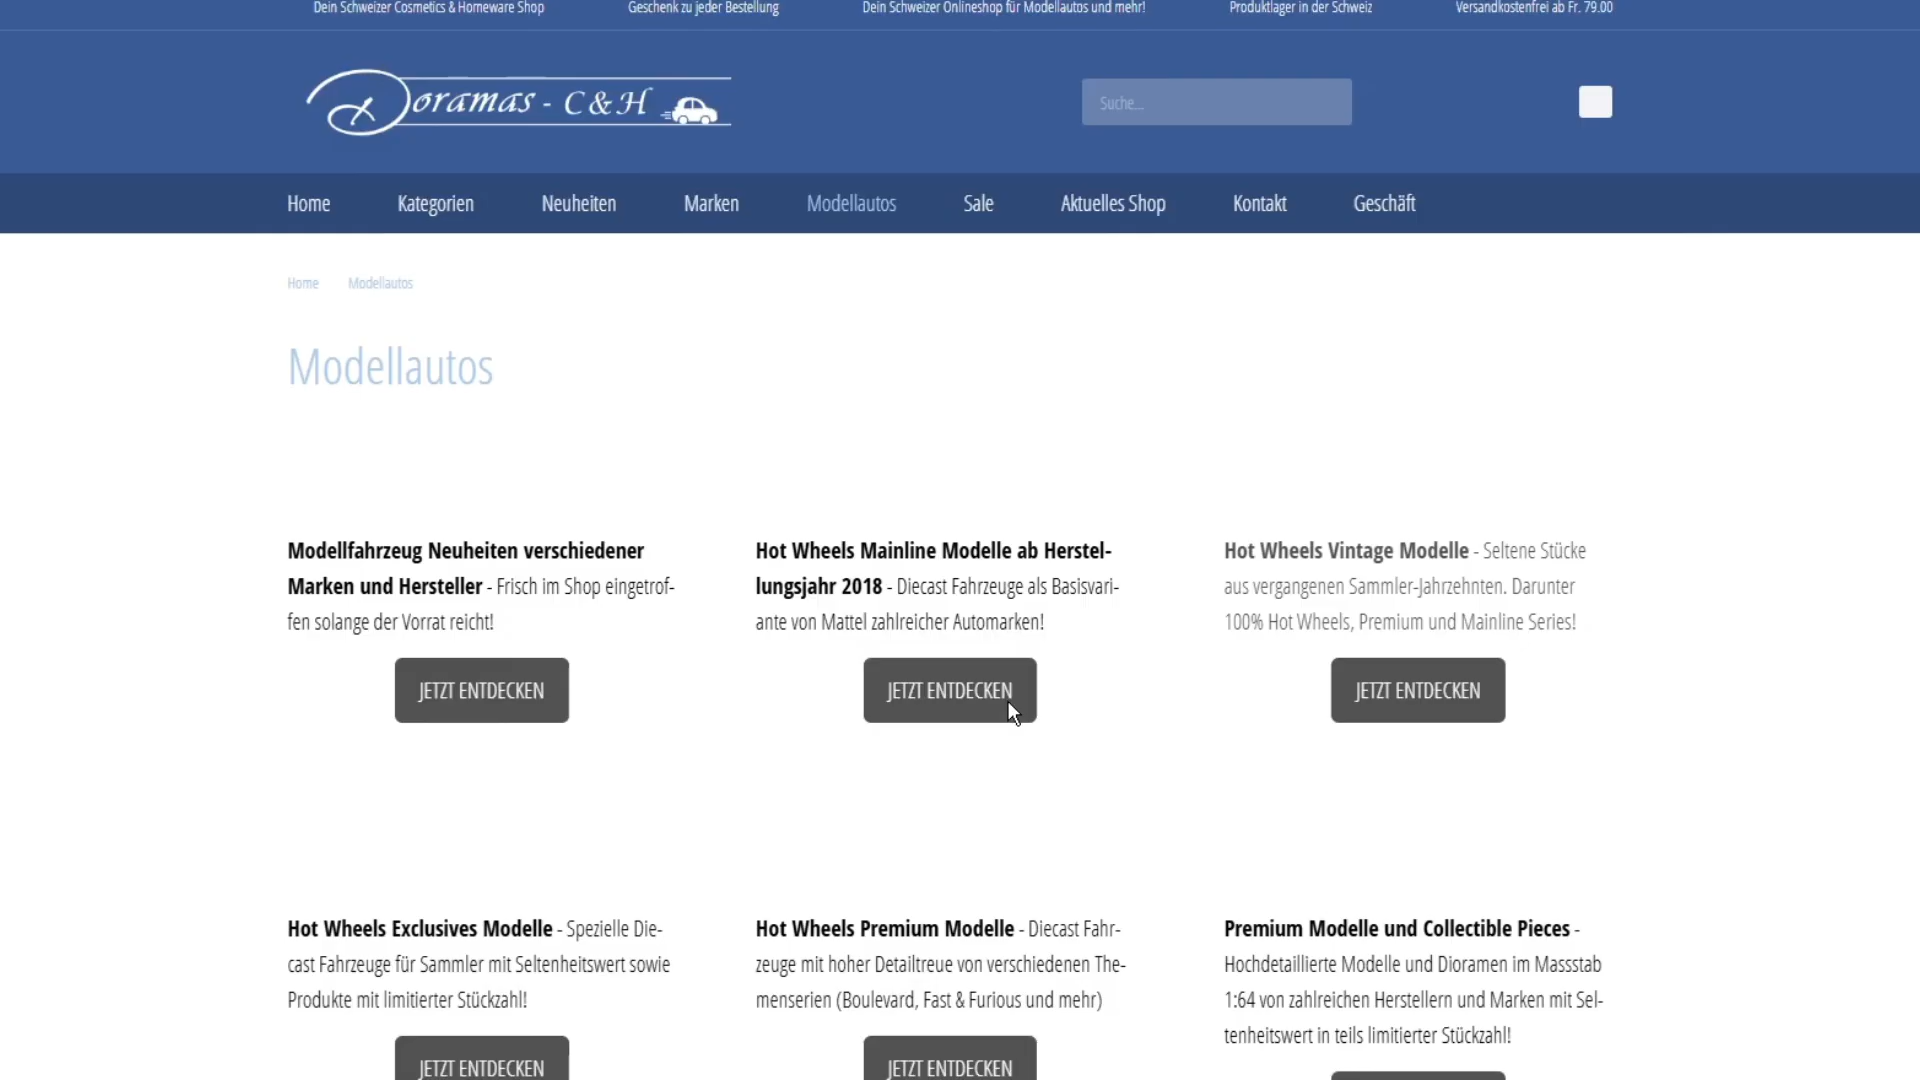 Dein Schweizer Cosmetics & Homeware Shop
Geschenk zu jeder Bestellung
Dein Schweizer Onlineshop für Modellautos und mehr!
Produktlager in der Schweiz
Versandkostenfrei ab Fr. 79.00
Doramas - C & H
Suche...
Home
Kategorien
Neuheiten
Marken
Modellautos
Sale
Aktuelles Shop
Kontakt
Geschäft
Home
Modellautos
Modellautos
Modellfahrzeug Neuheiten verschiedener
Marken und Hersteller - Frisch im Shop eingetrof-
fen solange der Vorrat reicht!
JETZT ENTDECKEN
Hot Wheels Mainline Modelle ab Herstel-
lungsjahr 2018 - Diecast Fahrzeuge als Basisvari-
ante von Mattel zahlreicher Automarken!
JETZT ENTDECKEN
Hot Wheels Vintage Modelle - Seltene Stücke
aus vergangenen Sammler-Jahrzehnten. Darunter
100% Hot Wheels, Premium und Mainline Series!
JETZT ENTDECKEN
Hot Wheels Exclusives Modelle - Spezielle Die-
cast Fahrzeuge für Sammler mit Seltenheitswert sowie
Produkte mit limitierter Stückzahl!
JETZT ENTDECKEN
Hot Wheels Premium Modelle - Diecast Fahr-
zeuge mit hoher Detailtreue von verschiedenen The-
menserien (Boulevard, Fast & Furious und mehr)
JETZT ENTDECKEN
Premium Modelle und Collectible Pieces -
Hochdetaillierte Modelle und Dioramen im Massstab
1:64 von zahlreichen Herstellern und Marken mit Sel-
tenheitswert in teils limitierter Stückzahl!